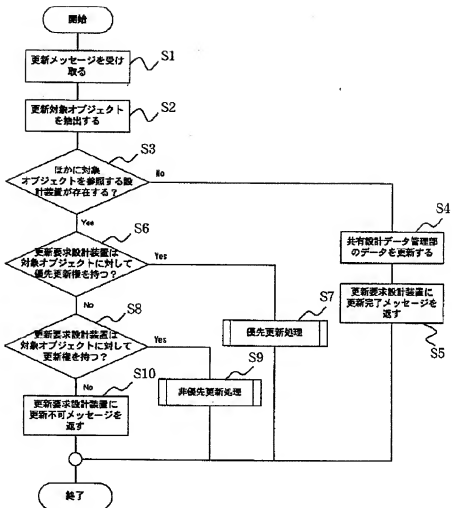 開始
更新メッセージを受け
取る
S1
更新対象オブジェクト
を抽出する
S2
ほかに対象
オブジェクトを参照する設
計装置が存在する？
S3
No
Yes
共有設計データ管理部
のデータを更新する
S4
更新要求設計装置に
更新完了メッセージを
返す
S5
更新要求設計装置は
対象オブジェクトに対して
優先更新権を持つ？
S6
Yes
No
優先更新処理
S7
更新要求設計装置は
対象オブジェクトに対して
更新権を持つ？
S8
Yes
No
非優先更新処理
S9
更新要求設計装置に
更新不可メッセージを
返す
S10
終了